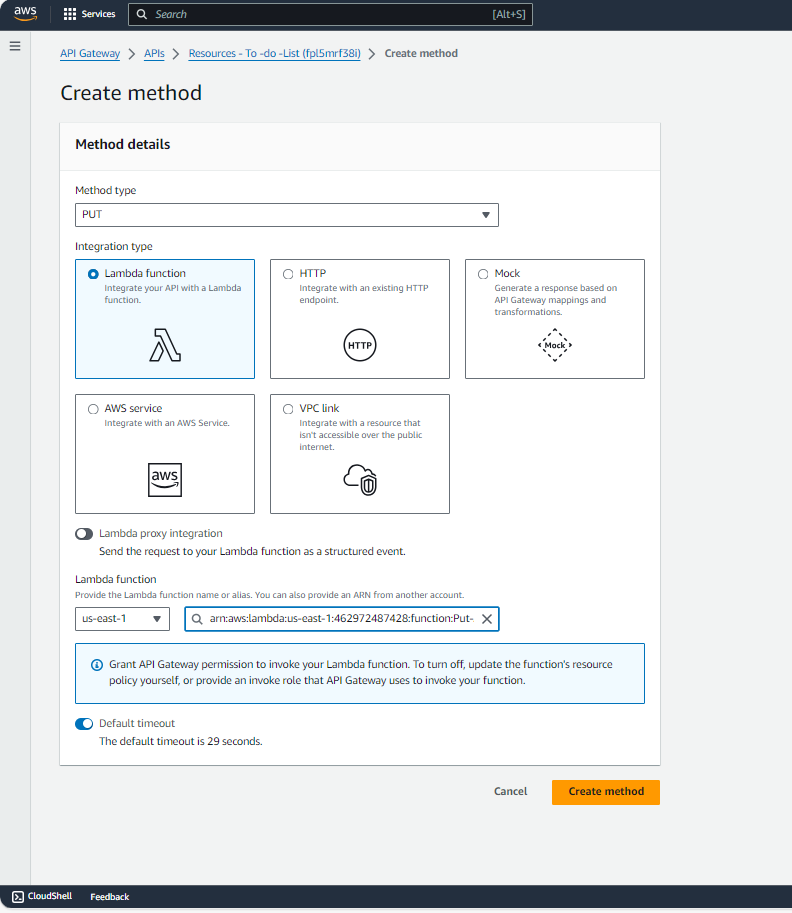 aws
Services
Search
[Alt+S]
API Gateway
APIs
Resources - To -do -List (fpl5mrf38i)
Create method
Create method
Method details
Method type
PUT
Integration type
Lambda function
Integrate your API with a Lambda
function.
HTTP
Integrate with an existing HTTP
endpoint.
HTTP
Mock
Generate a response based on
API Gateway mappings and
transformations.
Mock
AWS service
Integrate with an AWS Service.
aws
VPC link
Integrate with a resource that
isn't accessible over the public
internet.
Lambda proxy integration
Send the request to your Lambda function as a structured event.
Lambda function
Provide the Lambda function name or alias. You can also provide an ARN from another account.
us-east-1
arn:aws:lambda:us-east-1:462972487428:function:Put-
Grant API Gateway permission to invoke your Lambda function. To turn off, update the function's resource
policy yourself, or provide an invoke role that API Gateway uses to invoke your function.
Default timeout
The default timeout is 29 seconds.
Cancel
Create method
CloudShell
Feedback